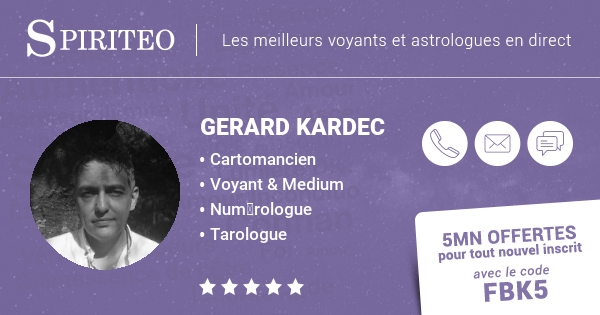 SPIRITEO
Les meilleurs voyants et astrologues en direct
GERARD KARDEC
• Cartomancien
• Voyant & Medium
• Num▯rologue
• Tarologue
5MN OFFERTES
pour tout nouvel inscrit
avec le code
FBK5